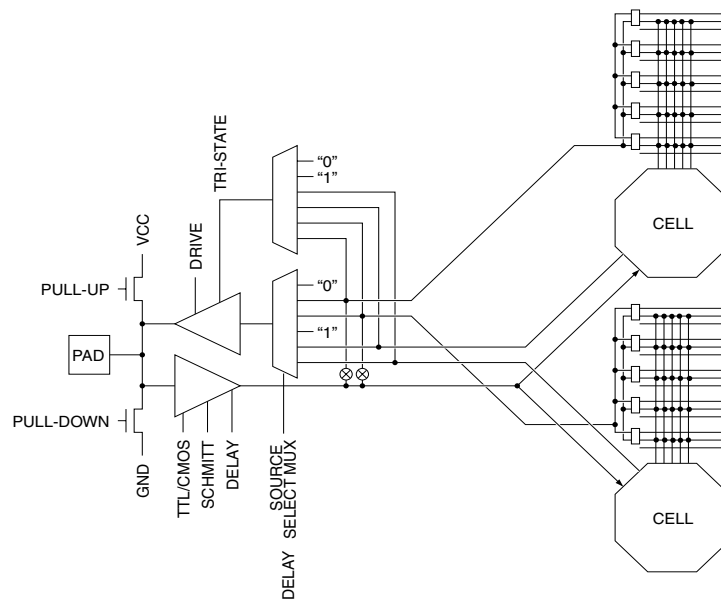 "0"
"1"
TRI-STATE
CELL
VCC
DRIVE
PULL-UP
"0"
"1"
PAD
PULL-DOWN
GND
TTL/CMOS
SCHMITT
DELAY
SOURCE
SELECT MUX
DELAY
CELL